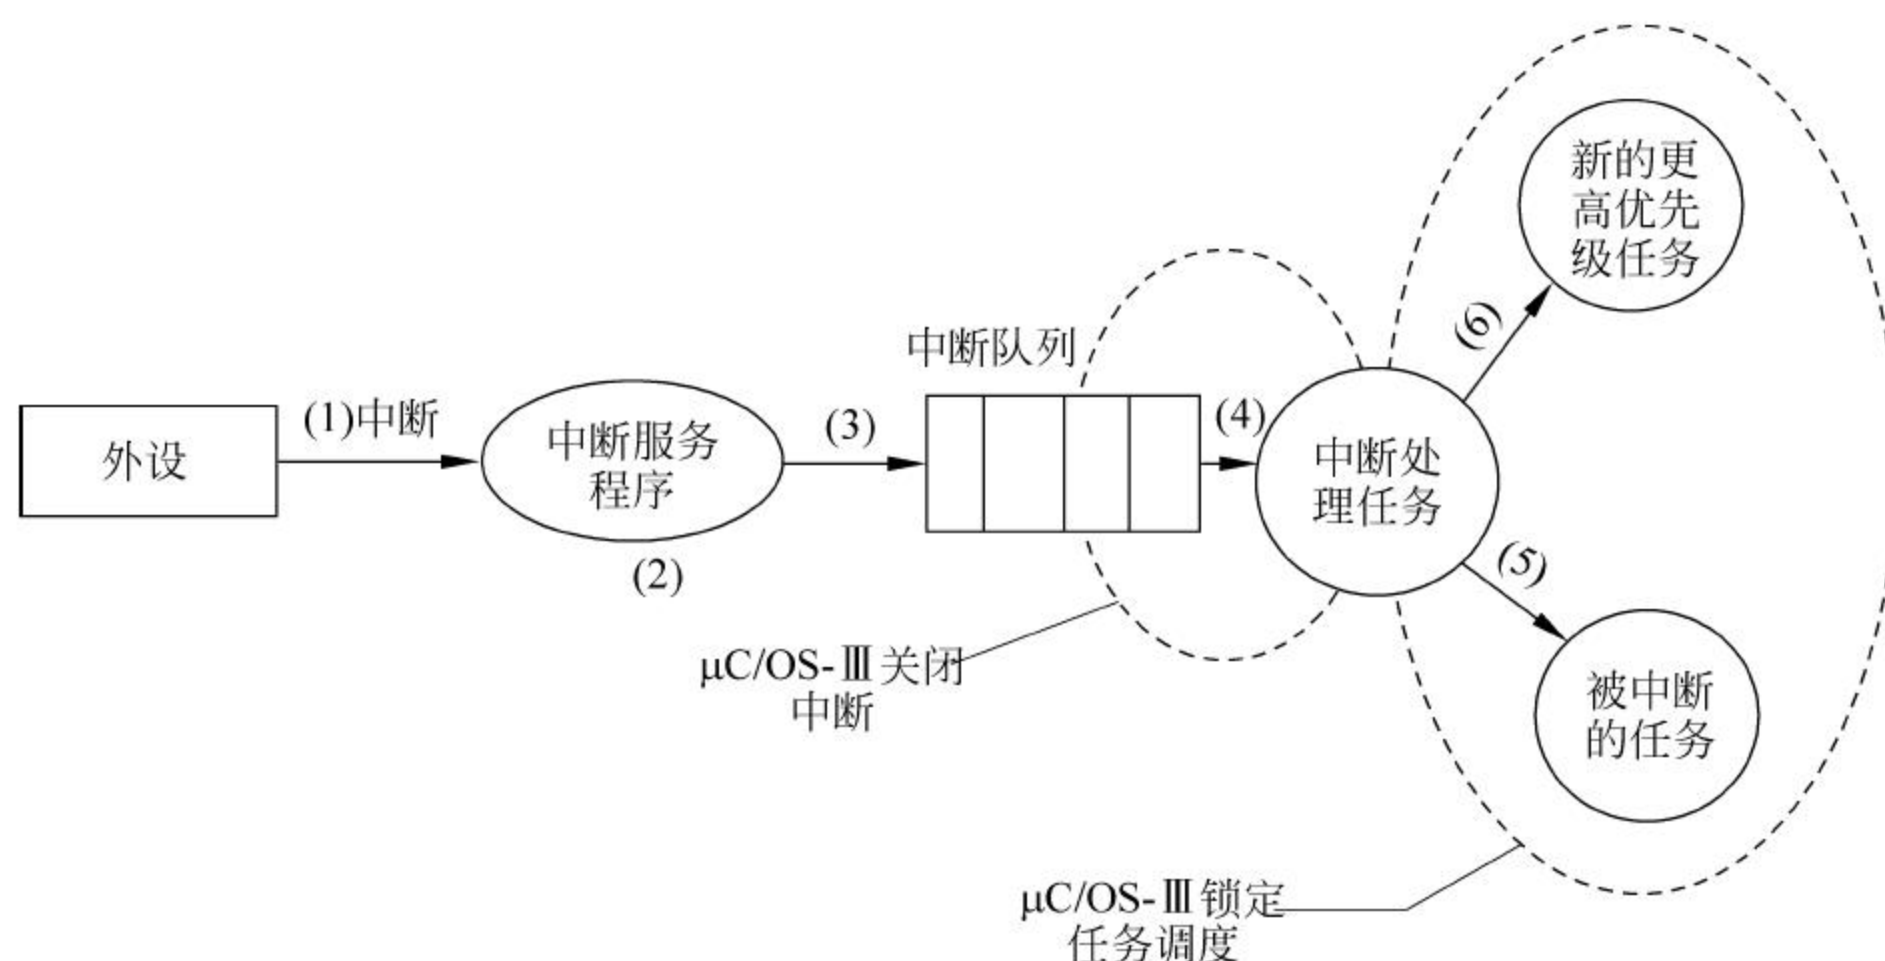 新的更
高优先
级任务
(6)
中断队列
(1)中断
(3)
(4)
外设
中断服务
程序
中断处
理任务
(2)
(5)
μC/OS-Ⅲ关闭
中断
被中断
的任务
μC/OS-Ⅲ锁定
任务调度